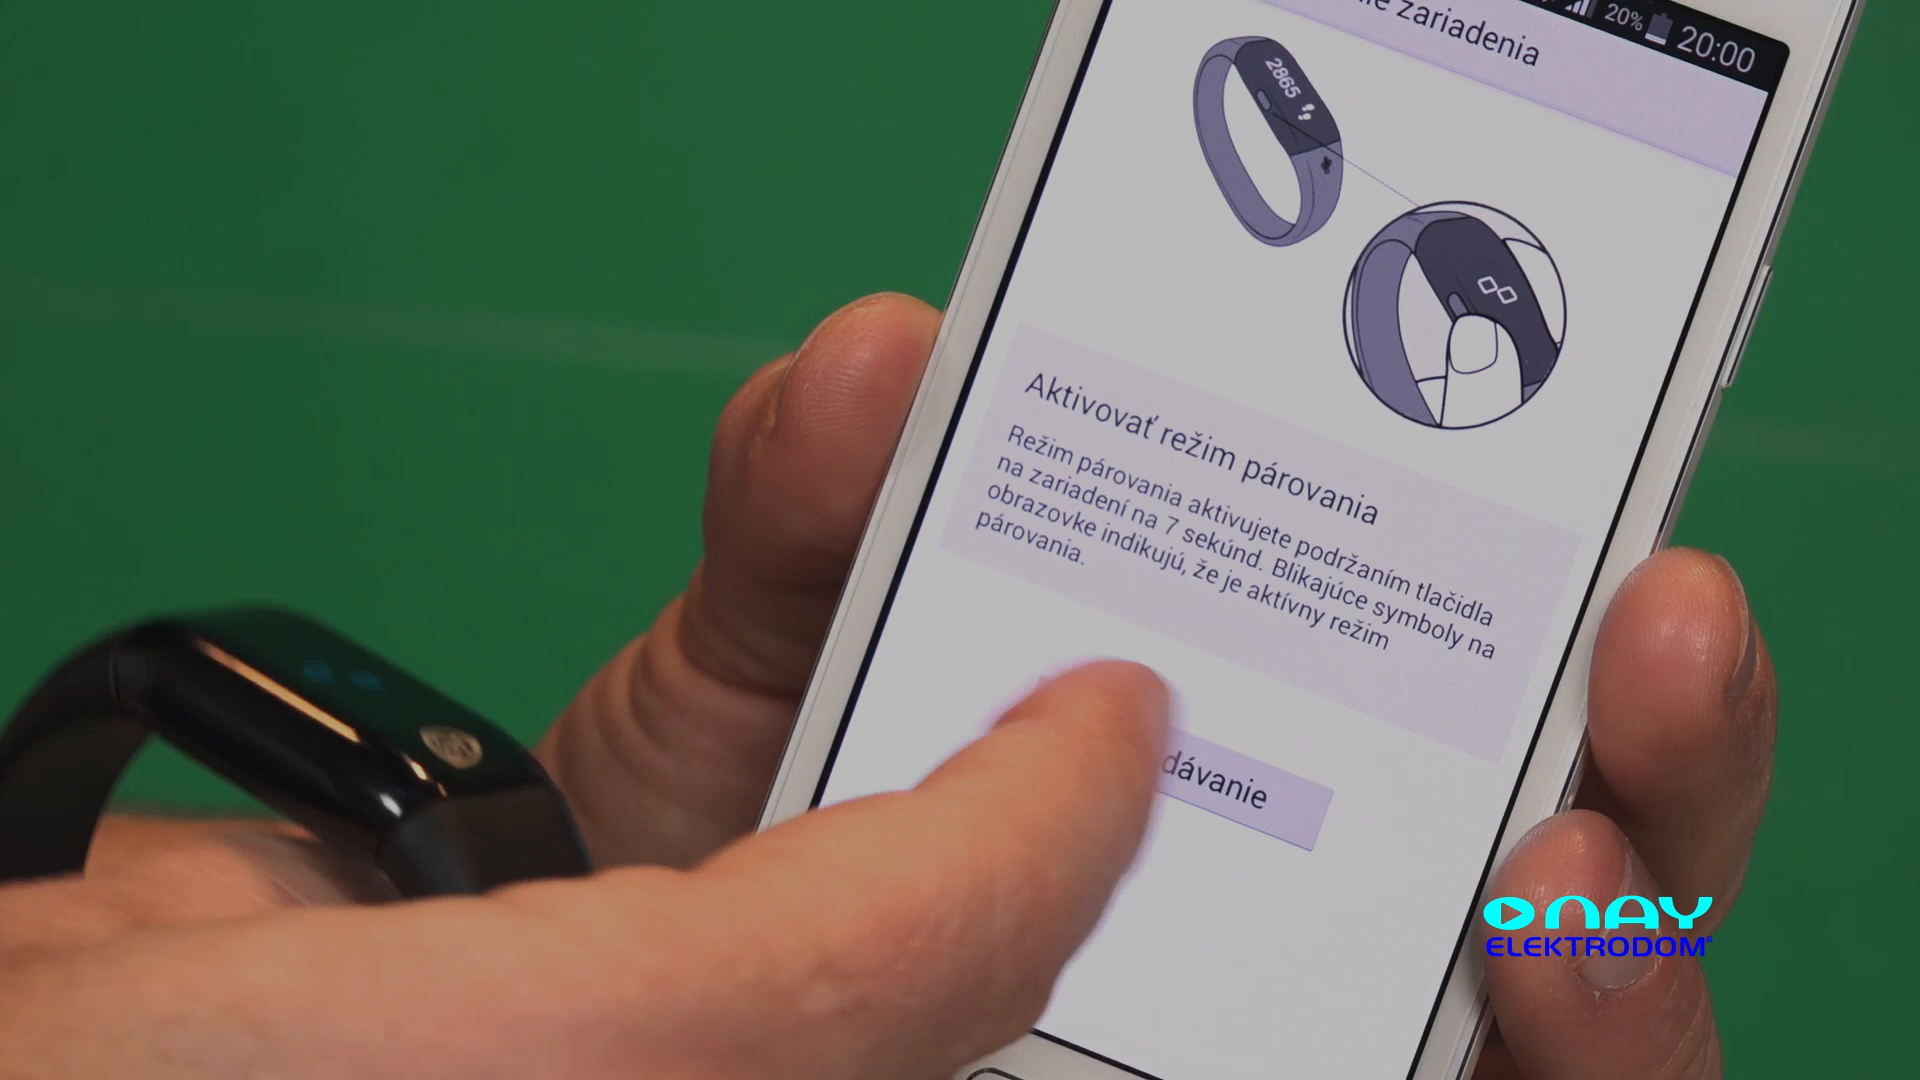 20% 20:00
zariadenia
2865
Aktivovať režim párovania
Režim párovania aktivujete podržaním tlačidla
na zariadení na 7 sekúnd. Blikajúce symboly na
obrazovke indikujú, že je aktívny režim
párovania.
dávanie
NAY
ELEKTRODOM®